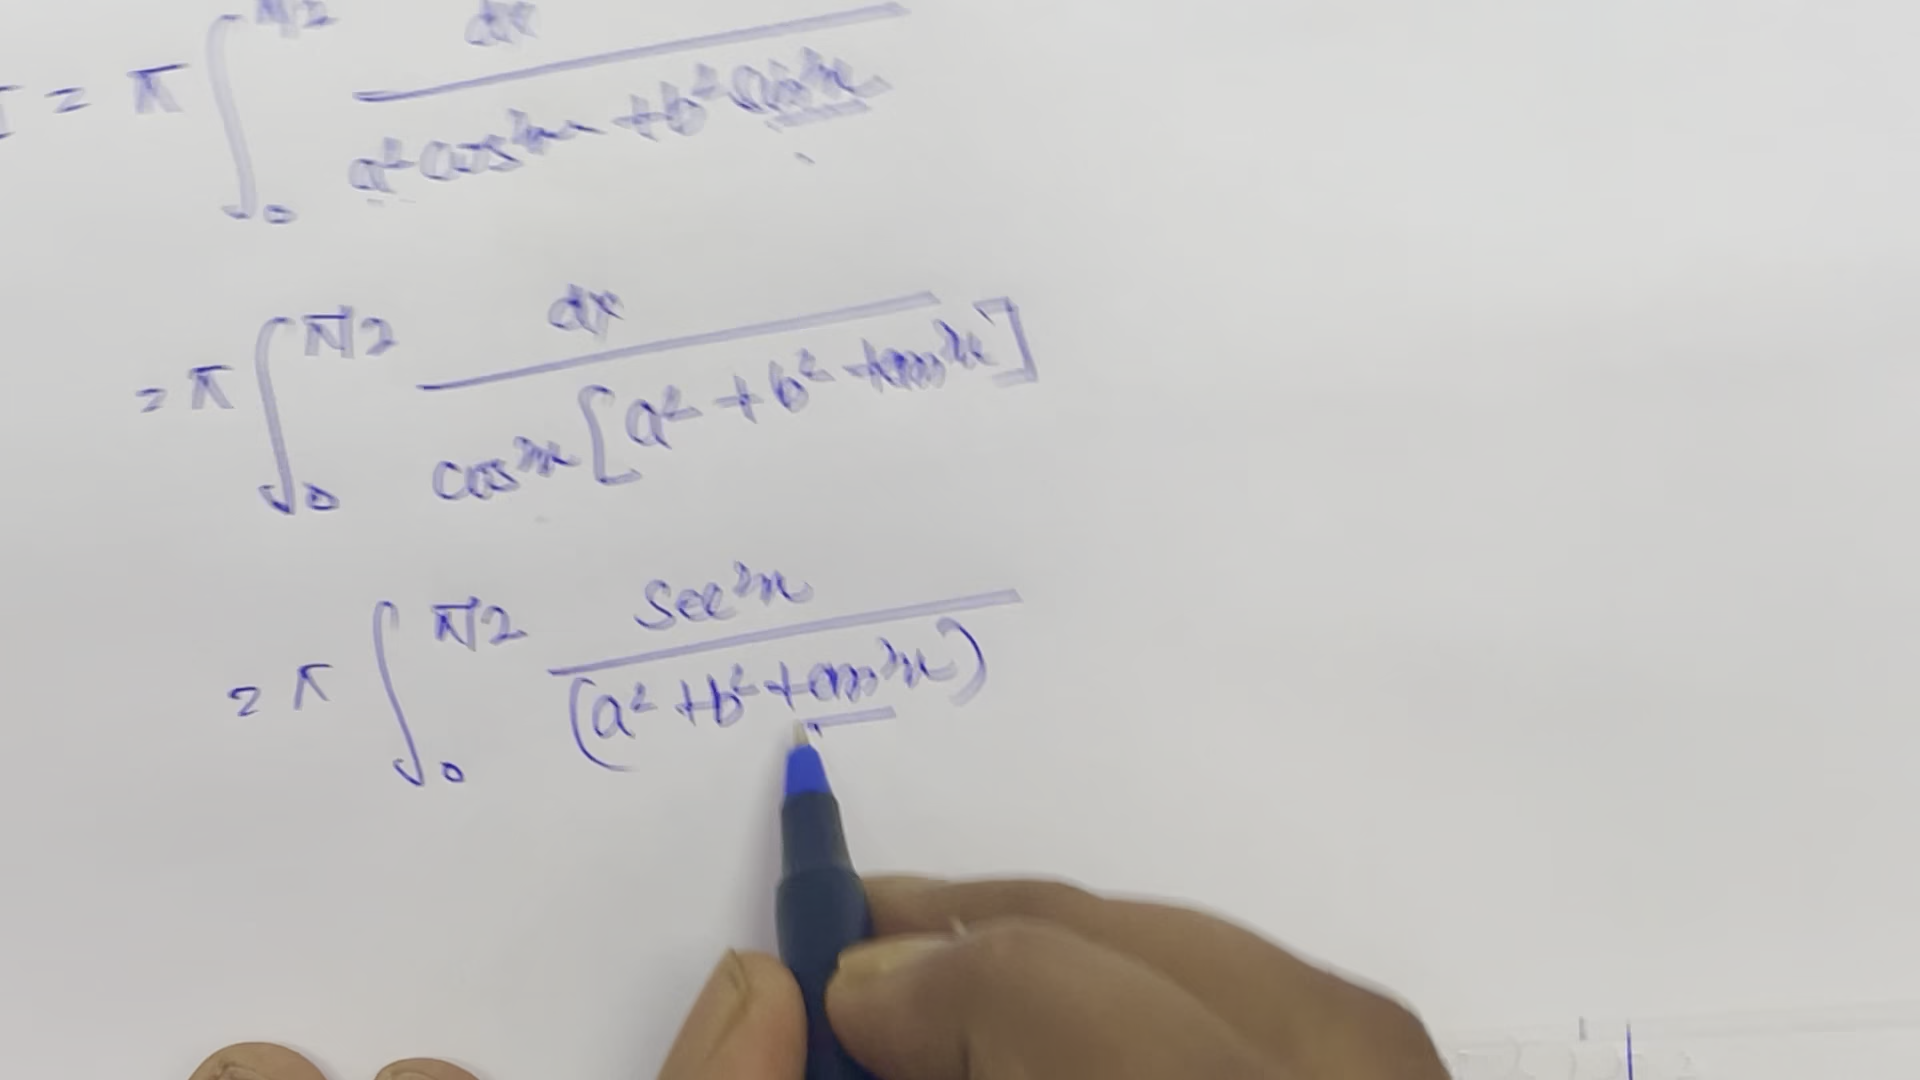 I = π ∫₀^π/2 dx / a² cos²x + b² sin²x
= π ∫₀^π/2 dx / cos²x [a² + b² tan²x]
= π ∫₀^π/2 sec²x / (a² + b² tan²x)